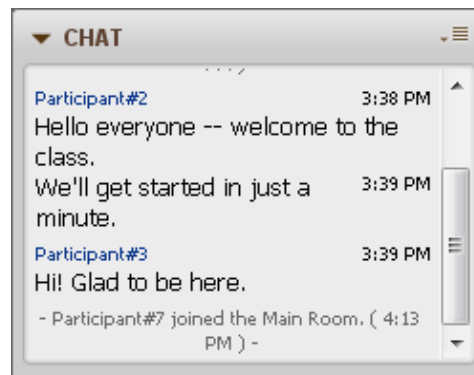 CHAT
Participant#2 3:38 PM
Hello everyone -- welcome to the
class.
We'll get started in just a 3:39 PM
minute.
Participant#3 3:39 PM
Hi! Glad to be here.
- Participant#7 joined the Main Room. ( 4:13
PM ) -